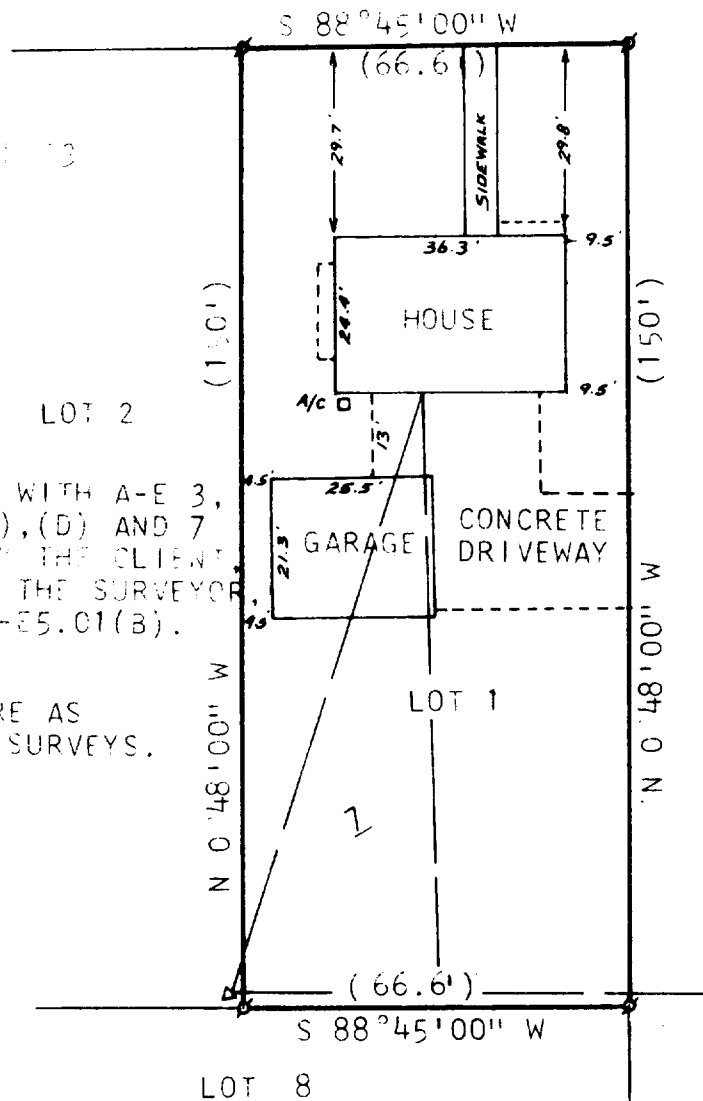 S 88°45'00" W
(66.6')
29.7'
SIDEWALK
29.8'
36.3'
9.5'
24.4'
HOUSE
(150')
(150')
9.5'
A/C
LOT 2
13'
WITH A-E 3,
),(D) AND 7
THE CLIENT
THE SURVEYOR,
-E5.01(B).
4.5'
25.5'
21.3'
GARAGE
CONCRETE
DRIVEWAY
4.5'
RE AS
SURVEYS.
LOT 1
N 0°48'00" W
N 0°48'00" W
(66.6')
S 88°45'00" W
LOT 8